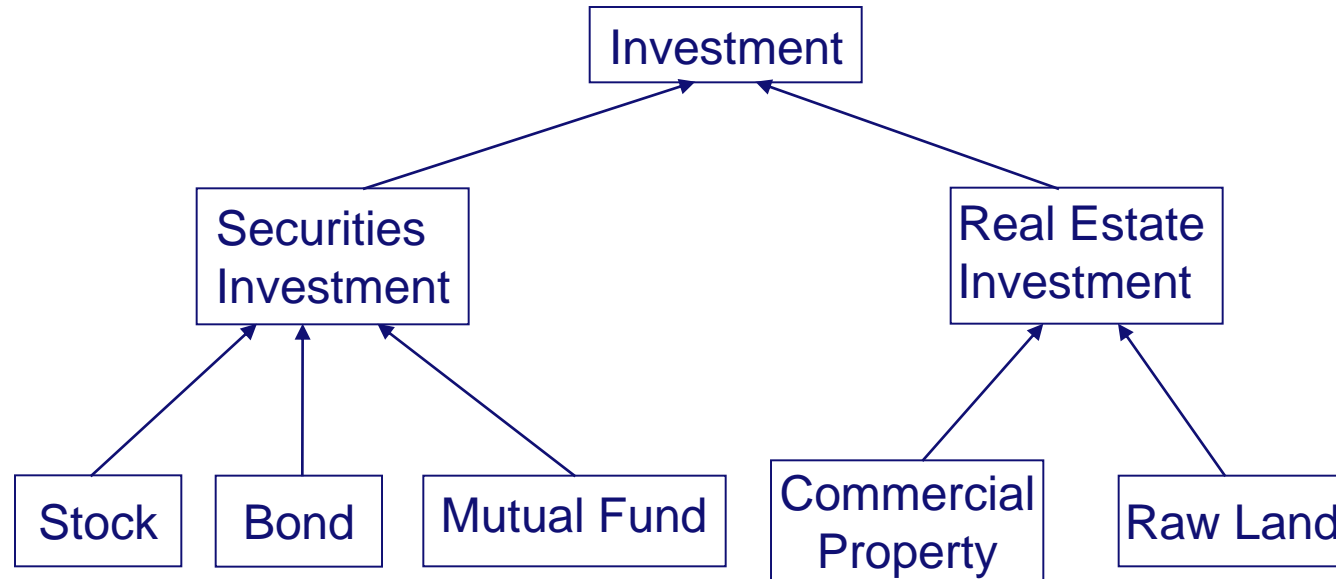 Investment
Securities
Investment
Real Estate
Investment
Stock
Bond
Mutual Fund
Commercial
Property
Raw Land